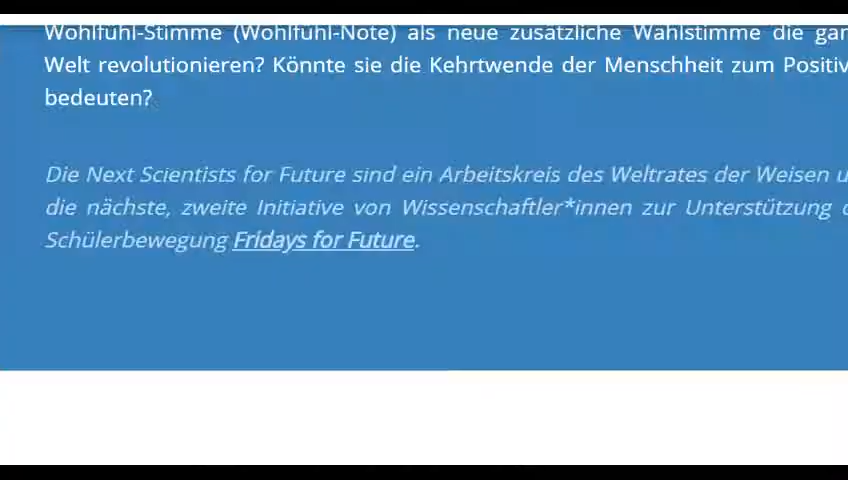 Wohlfühl-Stimme (Wohlfühl-Note) als neue zusätzliche Wahlstimme die gan
Welt revolutionieren? Könnte sie die Kehrtwende der Menschheit zum Positiv
bedeuten?
Die Next Scientists for Future sind ein Arbeitskreis des Weltrates der Weisen u
die nächste, zweite Initiative von Wissenschaftler*innen zur Unterstützung d
Schülerbewegung Fridays for Future.